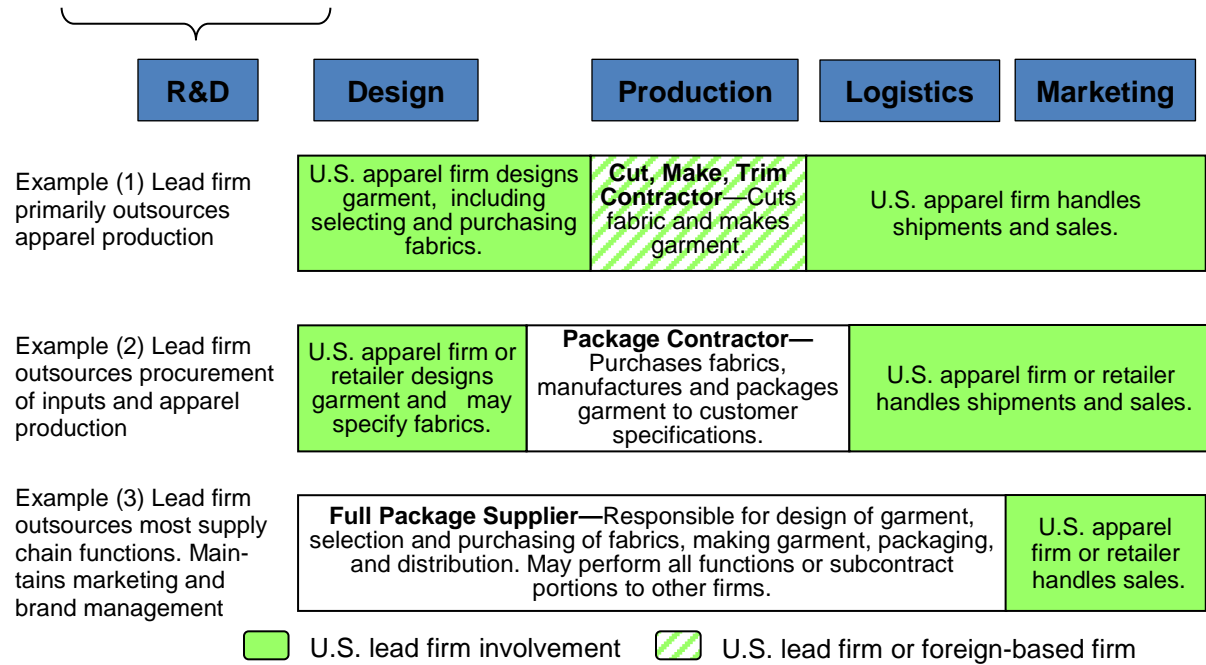 R&D
Design
Production
Logistics
Marketing
Example (1) Lead firm
primarily outsources
apparel production
U.S. apparel firm designs
garment, including
selecting and purchasing
fabrics.
Cut, Make, Trim
Contractor—Cuts
fabric and makes
garment.
U.S. apparel firm handles
shipments and sales.
Example (2) Lead firm
outsources procurement
of inputs and apparel
production
U.S. apparel firm or
retailer designs
garment and may
specify fabrics.
Package Contractor—
Purchases fabrics,
manufactures and packages
garment to customer
specifications.
U.S. apparel firm or retailer
handles shipments and sales.
Example (3) Lead firm
outsources most supply
chain functions. Main-
tains marketing and
brand management
Full Package Supplier—Responsible for design of garment,
selection and purchasing of fabrics, making garment, packaging,
and distribution. May perform all functions or subcontract
portions to other firms.
U.S. apparel
firm or retailer
handles sales.
U.S. lead firm involvement
U.S. lead firm or foreign-based firm